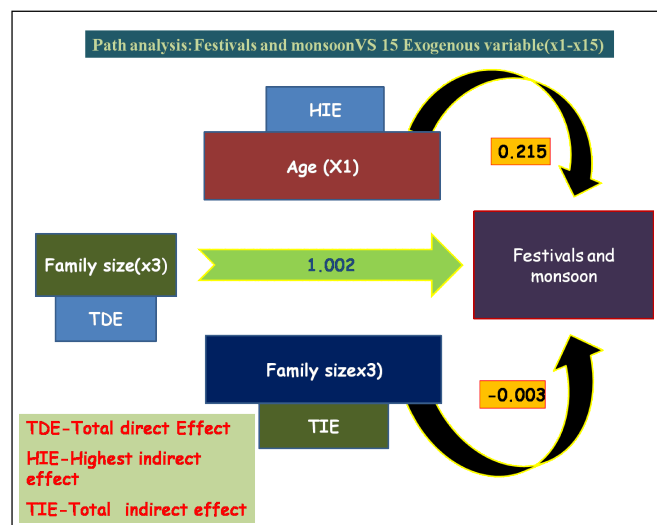 Path analysis:Festivals and monsoonVS 15 Exogenous variable(x1-x15)
HIE
Age (X1)
0.215
Family size(x3)
TDE
1.002
Festivals and
monsoon
Family sizex3)
TIE
-0.003
TDE-Total direct Effect
HIE-Highest indirect
effect
TIE-Total indirect effect